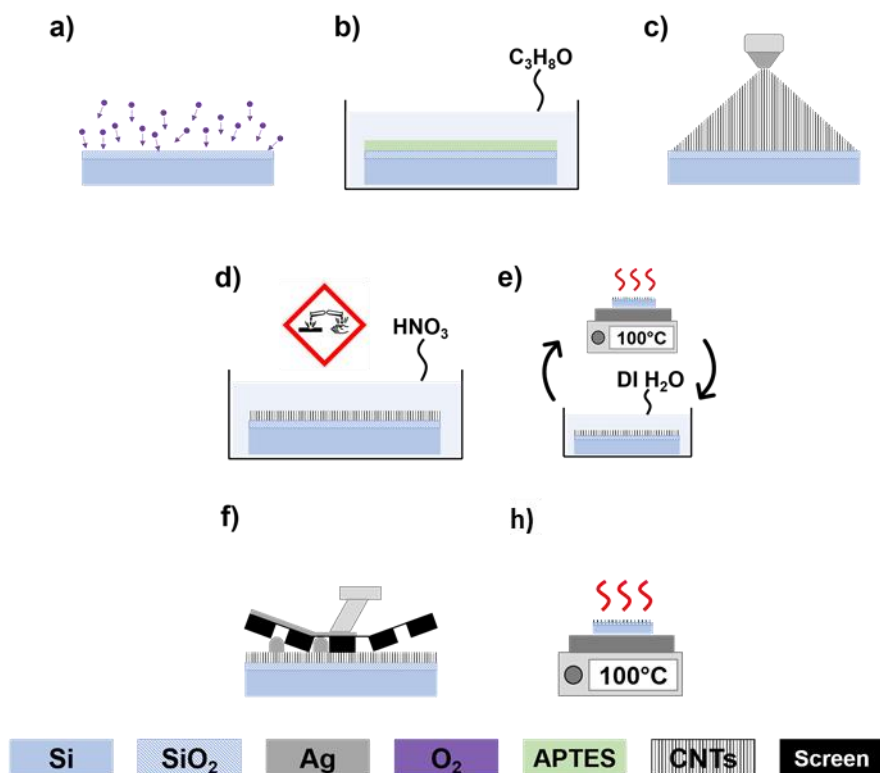 a)
b)
C₃H₈O
c)
d)
HNO₃
e)
100°C
DI H₂O
f)
h)
100°C
Si
SiO₂
Ag
O₂
APTES
CNTs
Screen